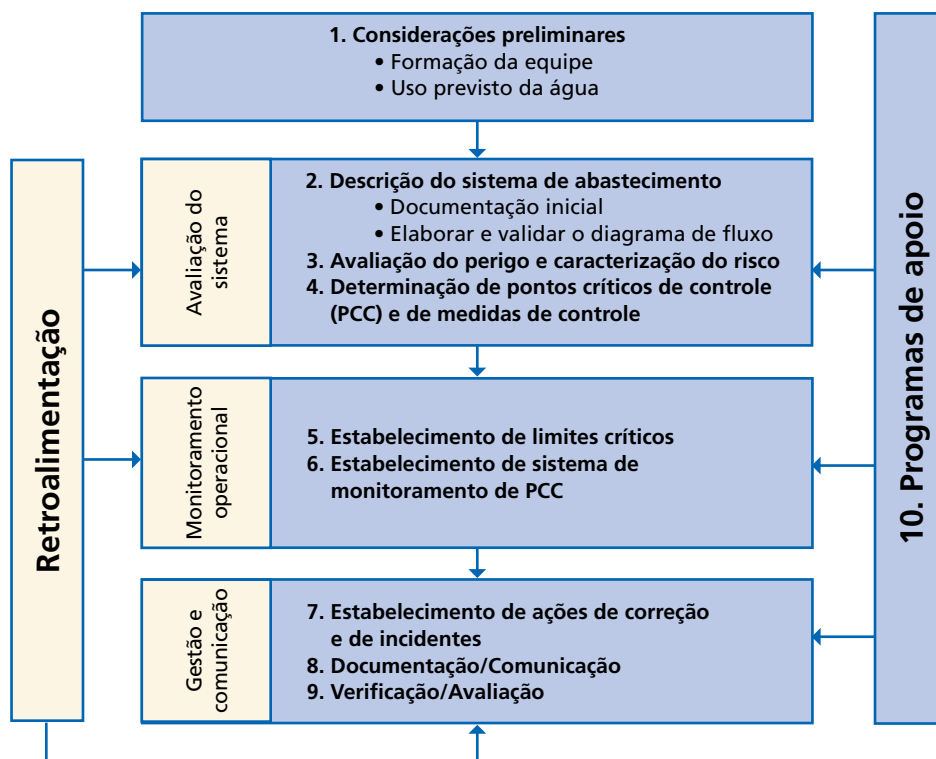 1. Considerações preliminares
• Formação da equipe
• Uso previsto da água
Retroalimentação
Avaliação do
sistema
2. Descrição do sistema de abastecimento
• Documentação inicial
• Elaborar e validar o diagrama de fluxo
3. Avaliação do perigo e caracterização do risco
4. Determinação de pontos críticos de controle
(PCC) e de medidas de controle
Monitoramento
operacional
5. Estabelecimento de limites críticos
6. Estabelecimento de sistema de
monitoramento de PCC
Gestão e
comunicação
7. Estabelecimento de ações de correção
e de incidentes
8. Documentação/Comunicação
9. Verificação/Avaliação
10. Programas de apoio